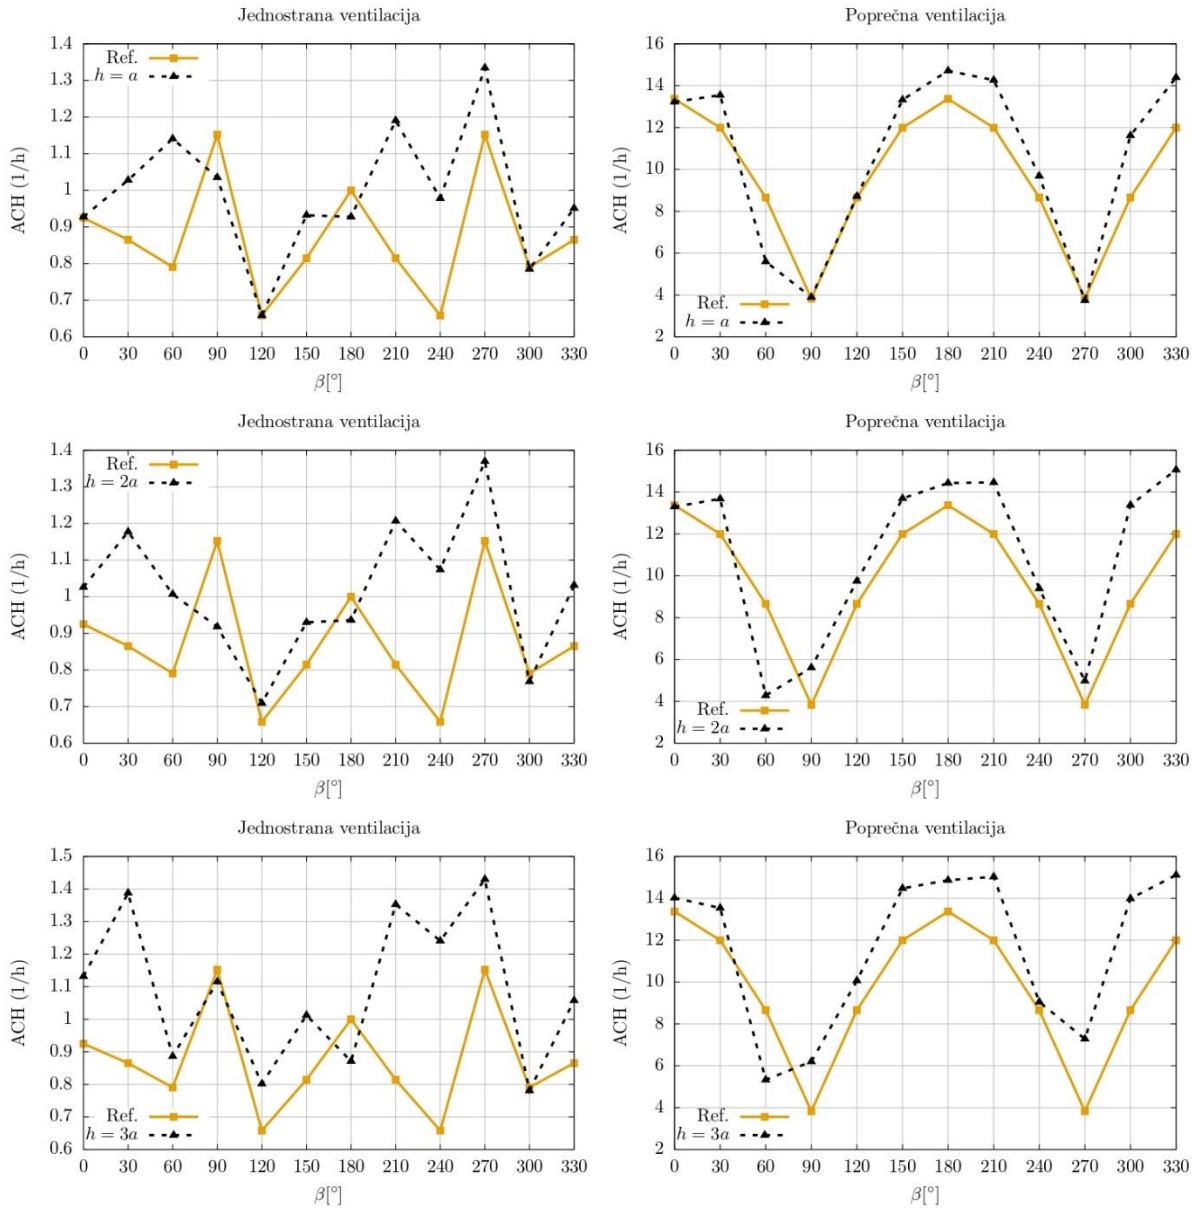 Jednostrana ventilacija
1.4
1.3
1.2
1.1
1
0.9
0.8
0.7
0.6
ACH (1/h)
Ref.
h = a
0 30 60 90 120 150 180 210 240 270 300 330
β[°]
Poprečna ventilacija
16
14
12
10
8
6
4
2
ACH (1/h)
Ref.
h = a
0 30 60 90 120 150 180 210 240 270 300 330
β[°]
Jednostrana ventilacija
1.4
1.3
1.2
1.1
1
0.9
0.8
0.7
0.6
ACH (1/h)
Ref.
h = 2a
0 30 60 90 120 150 180 210 240 270 300 330
β[°]
Poprečna ventilacija
16
14
12
10
8
6
4
2
ACH (1/h)
Ref.
h = 2a
0 30 60 90 120 150 180 210 240 270 300 330
β[°]
Jednostrana ventilacija
1.5
1.4
1.3
1.2
1.1
1
0.9
0.8
0.7
0.6
ACH (1/h)
Ref.
h = 3a
0 30 60 90 120 150 180 210 240 270 300 330
β[°]
Poprečna ventilacija
16
14
12
10
8
6
4
2
ACH (1/h)
Ref.
h = 3a
0 30 60 90 120 150 180 210 240 270 300 330
β[°]